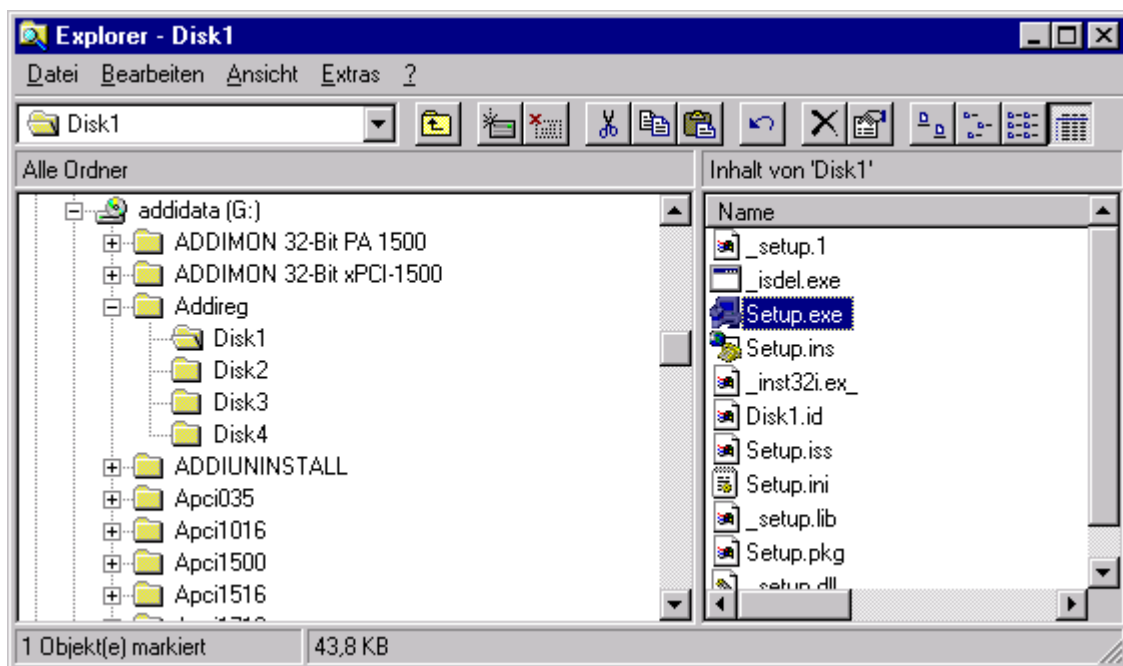 Explorer - Disk1
Datei Bearbeiten Ansicht Extras ?
Disk1
Alle Ordner
Inhalt von 'Disk1'
addidata (G:)
ADDIMON 32-Bit PA 1500
ADDIMON 32-Bit xPCI-1500
Addireg
Disk1
Disk2
Disk3
Disk4
ADDIUNINSTALL
Apci035
Apci1016
Apci1500
Apci1516
Name
_setup.1
_isdel.exe
Setup.exe
Setup.ins
_inst32i.ex_
Disk1.id
Setup.iss
Setup.ini
_setup.lib
Setup.pkg
_setup.dll
1 Objekt(e) markiert
43,8 KB